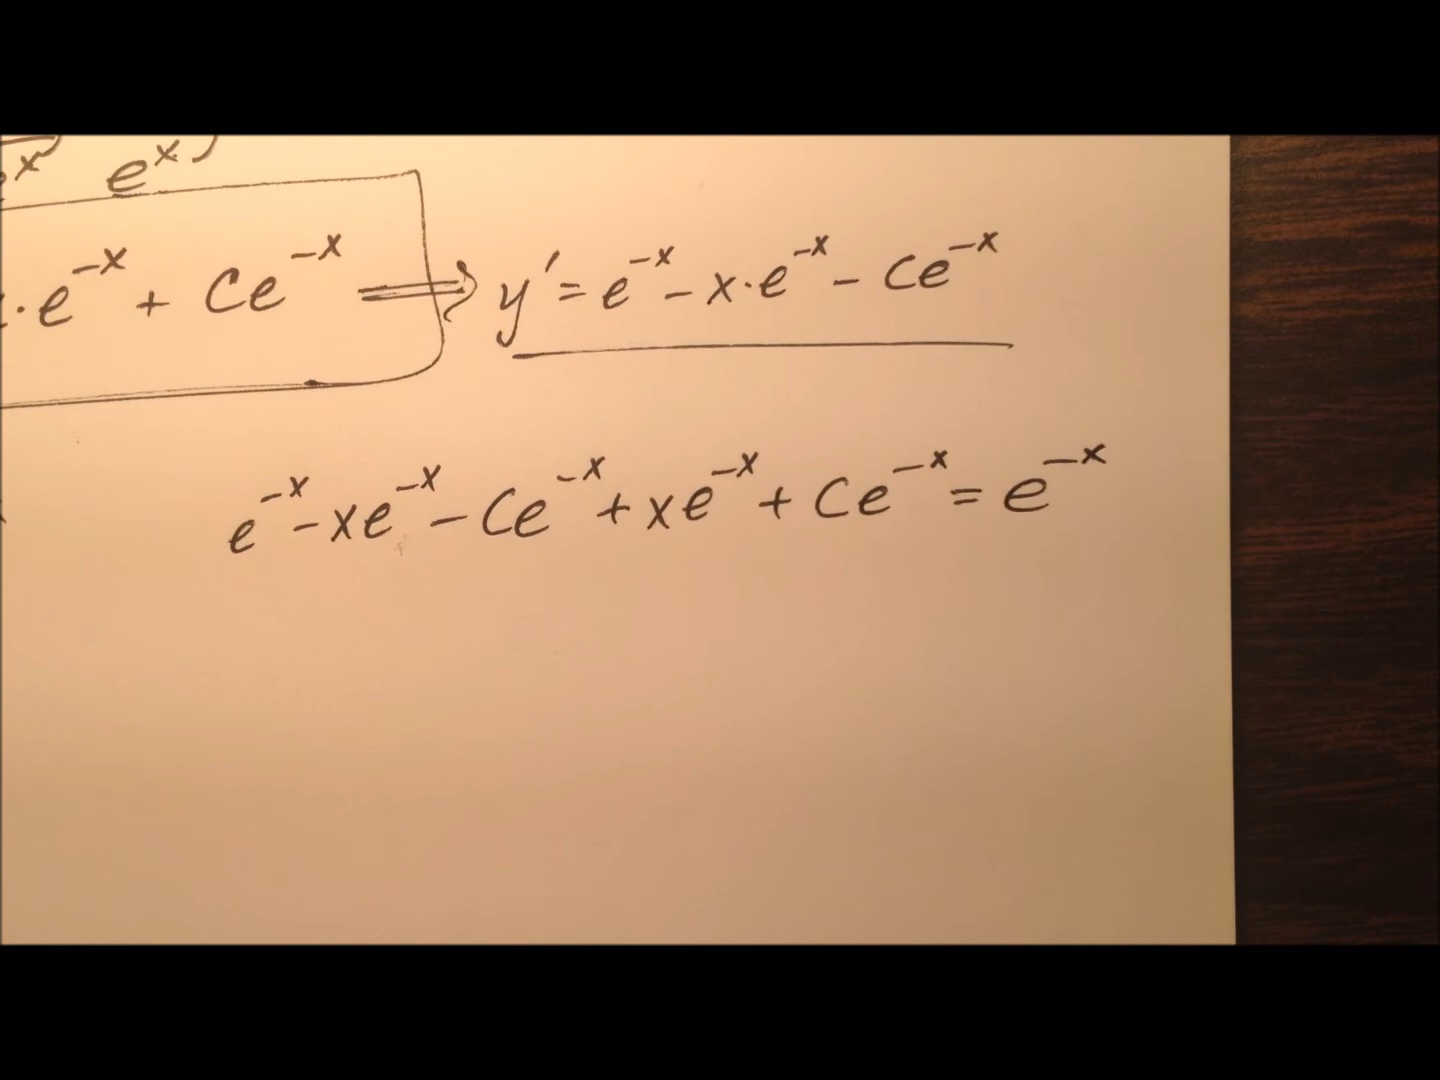 e^x
·e^{-x} + Ce^{-x} ⟹ y' = e^{-x} - x·e^{-x} - Ce^{-x}
e^{-x} - xe^{-x} - Ce^{-x} + xe^{-x} + Ce^{-x} = e^{-x}